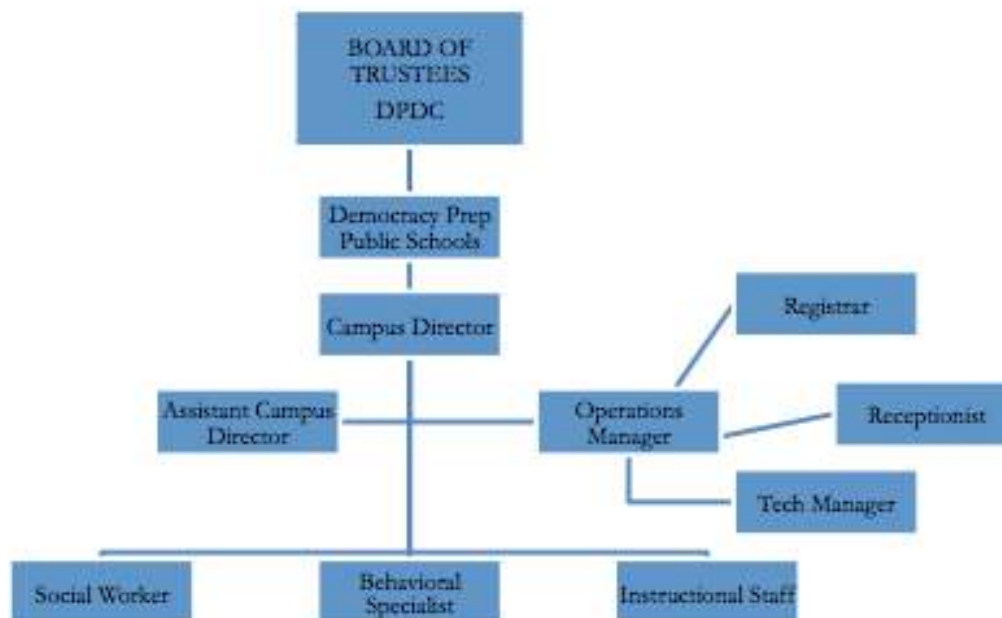 BOARD OF
TRUSTEES
DPDC
Democracy Prep
Public Schools
Campus Director
Registrar
Assistant Campus
Director
Operations
Manager
Receptionist
Tech Manager
Social Worker
Behavioral
Specialist
Instructional Staff